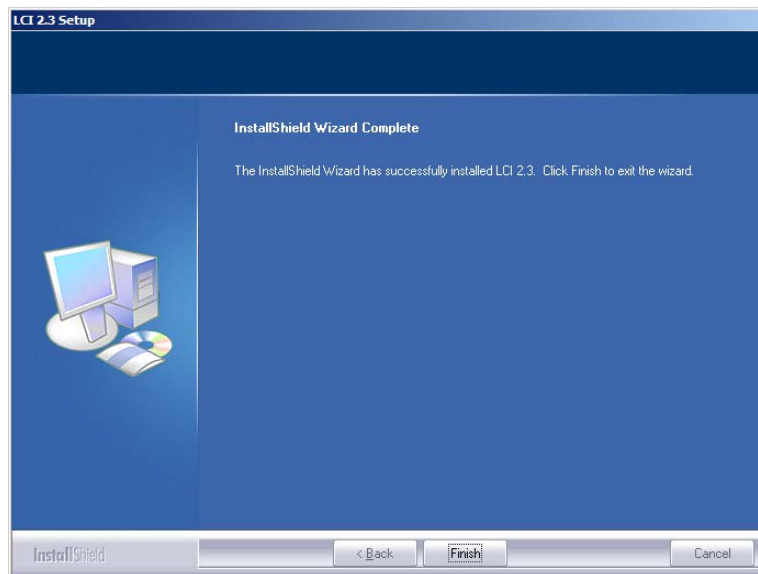 LCI 2.3 Setup
InstallShield Wizard Complete
The InstallShield Wizard has successfully installed LCI 2.3. Click Finish to exit the wizard.
InstallShield
< Back
Finish
Cancel